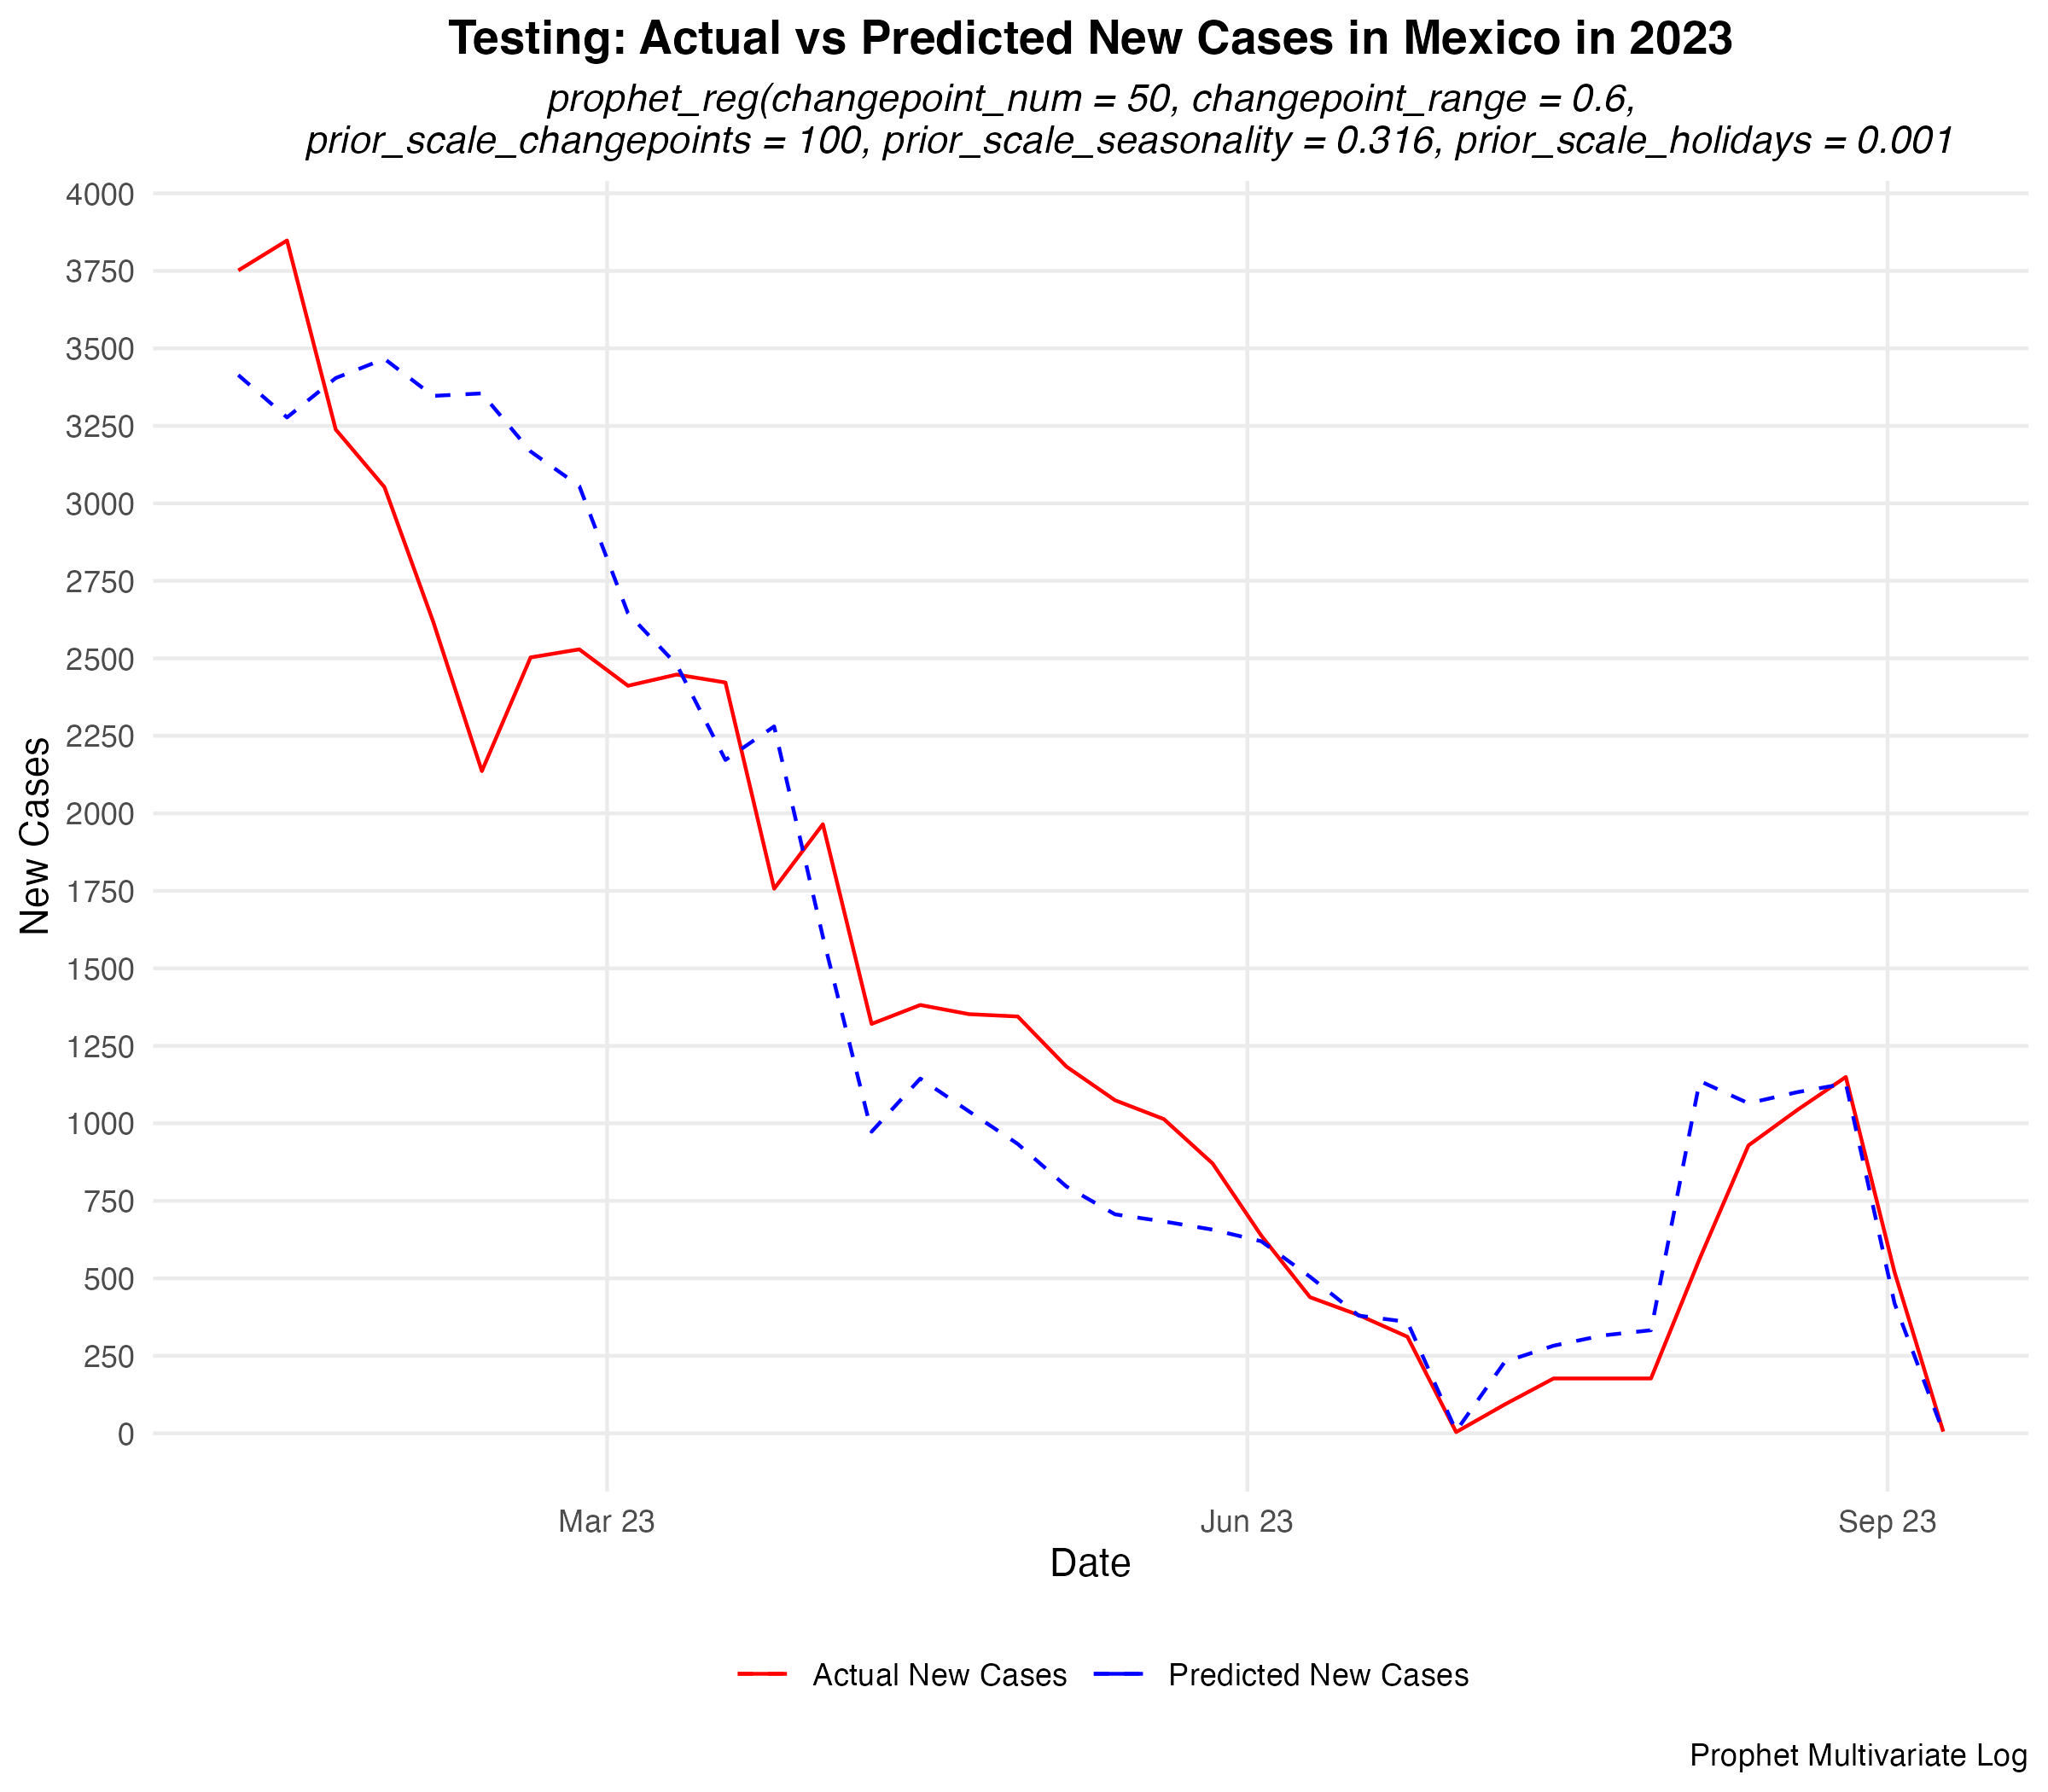 Testing: Actual vs Predicted New Cases in Mexico in 2023
prophet_reg(changepoint_num = 50, changepoint_range = 0.6,
prior_scale_changepoints = 100, prior_scale_seasonality = 0.316, prior_scale_holidays = 0.001
New Cases
4000
3750
3500
3250
3000
2750
2500
2250
2000
1750
1500
1250
1000
750
500
250
0
Mar 23 Jun 23 Sep 23
Date
Actual New Cases Predicted New Cases
Prophet Multivariate Log